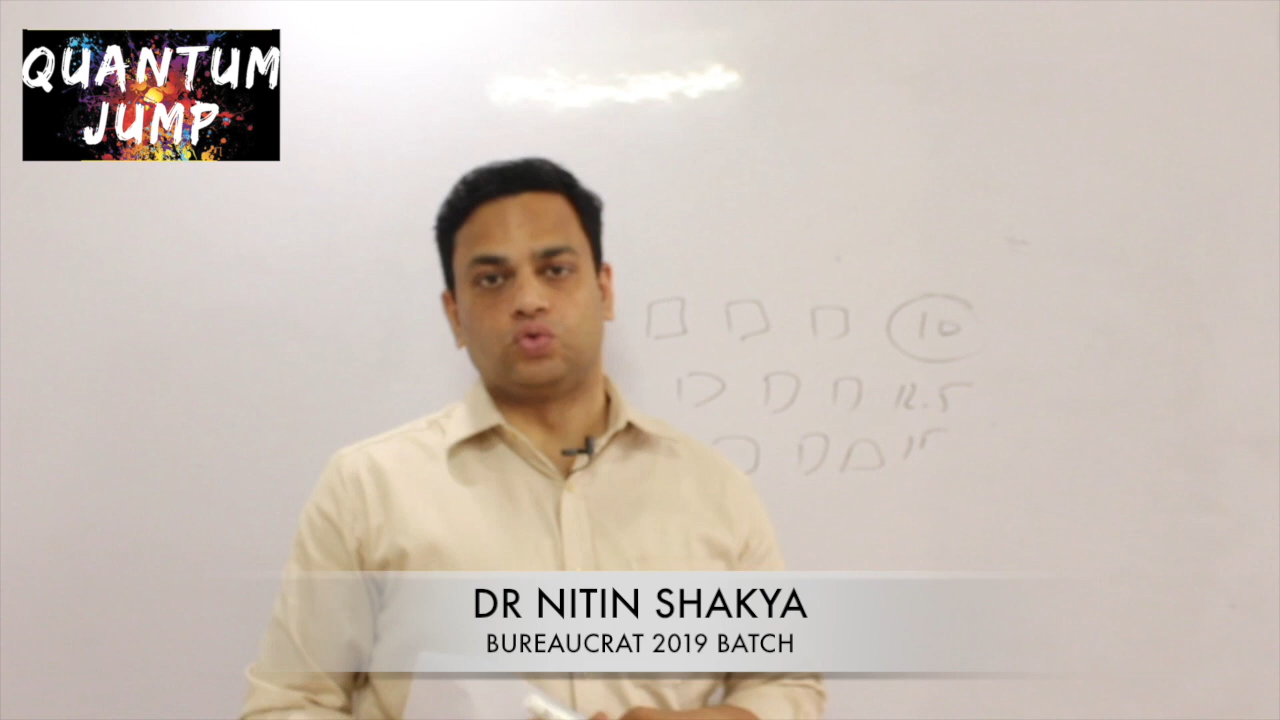 QUANTUM
JUMP
10
12.5
15
DR NITIN SHAKYA
BUREAUCRAT 2019 BATCH